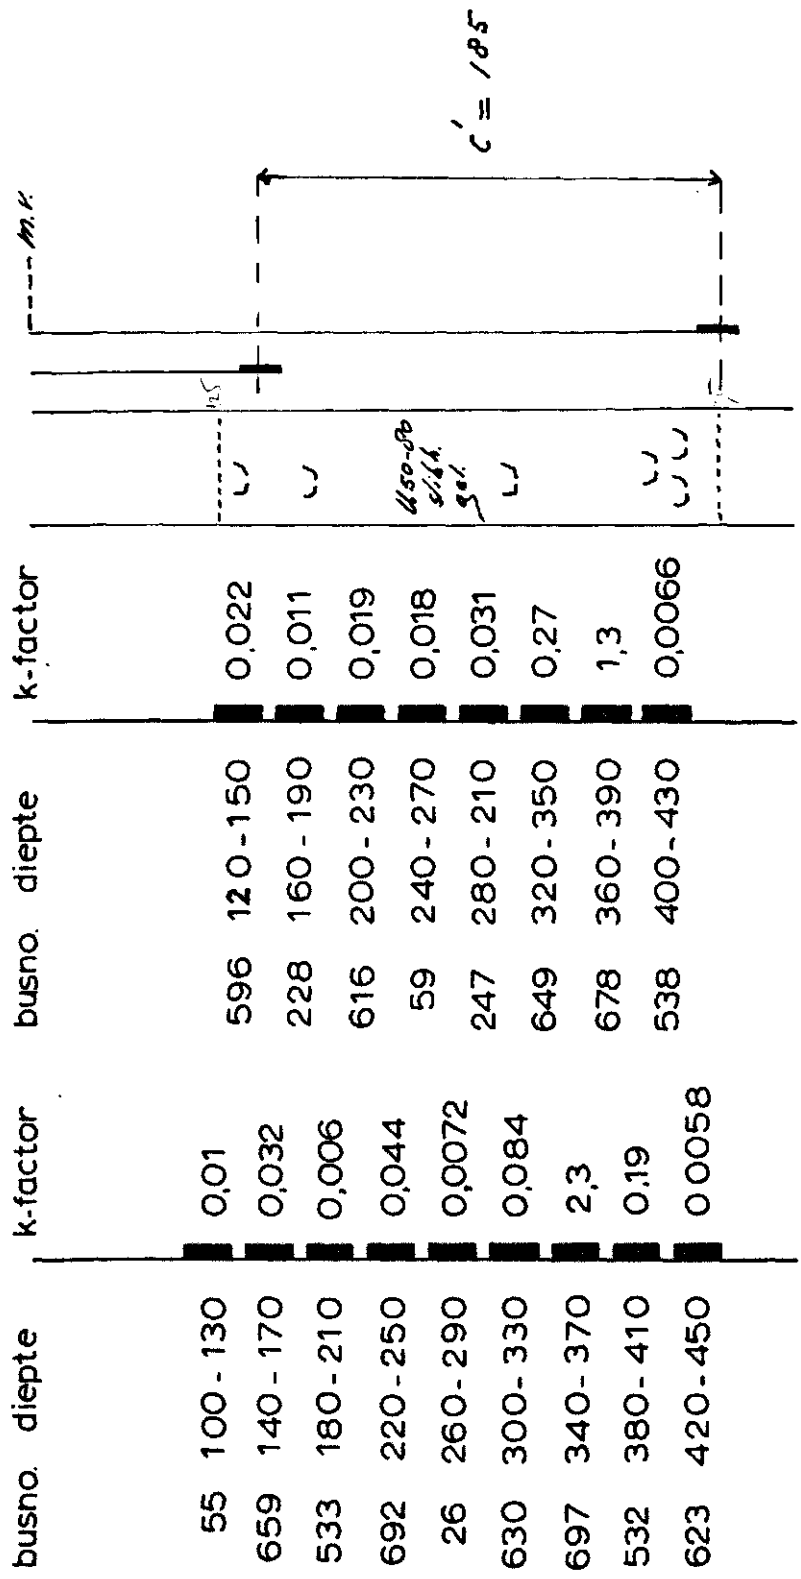 busno. diepte k-factor busno. diepte k-factor ---- m.v.
55 100-130 0,01
659 140-170 0,032
533 180-210 0,006
692 220-250 0,044
26 260-290 0,0072
630 300-330 0,084
697 340-370 2,3
532 380-410 0.19
623 420-450 0 0058
596 120-150 0,022
228 160-190 0,011
616 200-230 0,019
59 240-270 0,018
247 280-210 0,031
649 320-350 0,27
678 360-390 1,3
538 400-430 0,0066
125
U50-80
slibh.
c' = 185